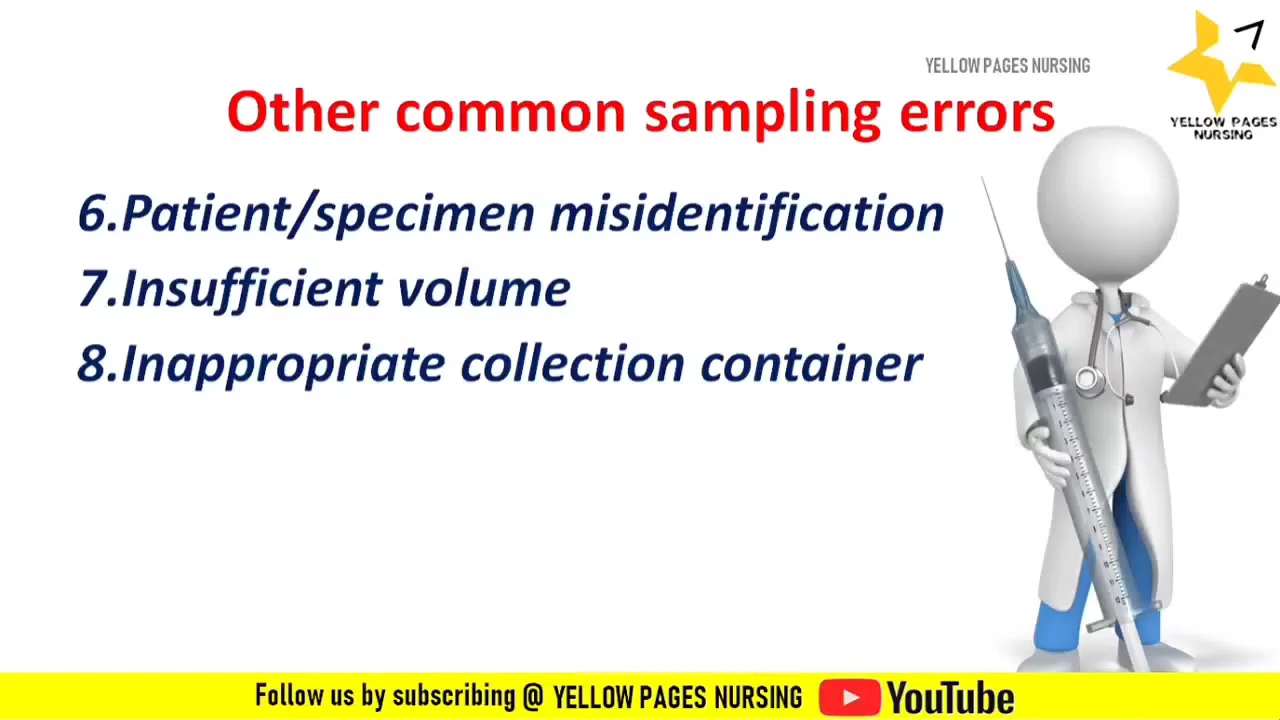 YELLOW PAGES NURSING
YELLOW PAGES
NURSING
Other common sampling errors
6.Patient/specimen misidentification
7.Insufficient volume
8.Inappropriate collection container
Follow us by subscribing @ YELLOW PAGES NURSING YouTube